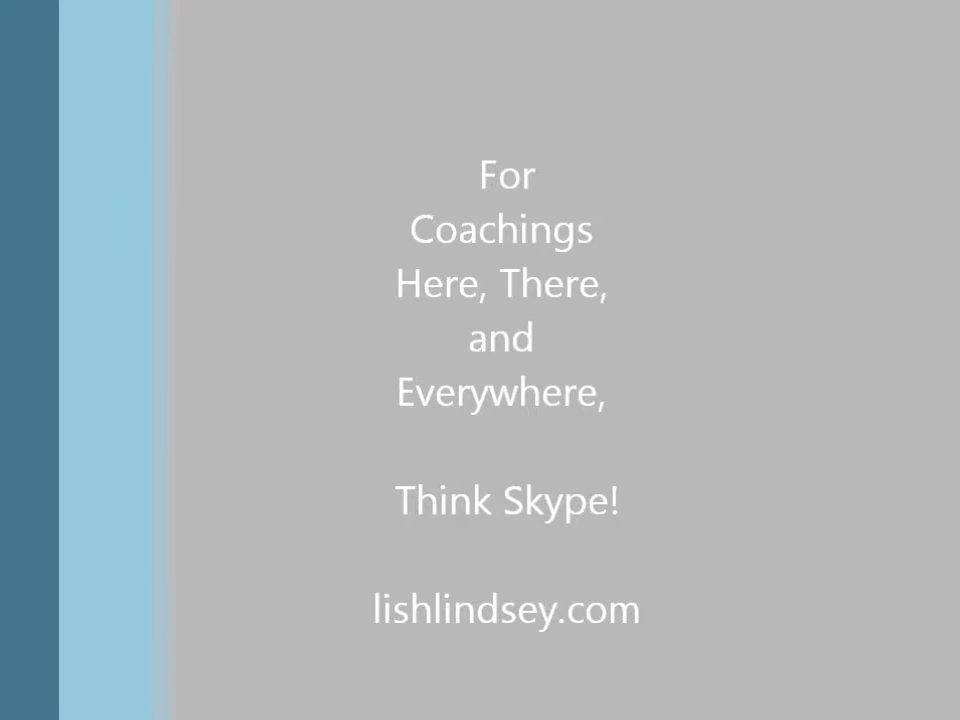 For
Coachings
Here, There,
and
Everywhere,
Think Skype!
lishlindsey.com